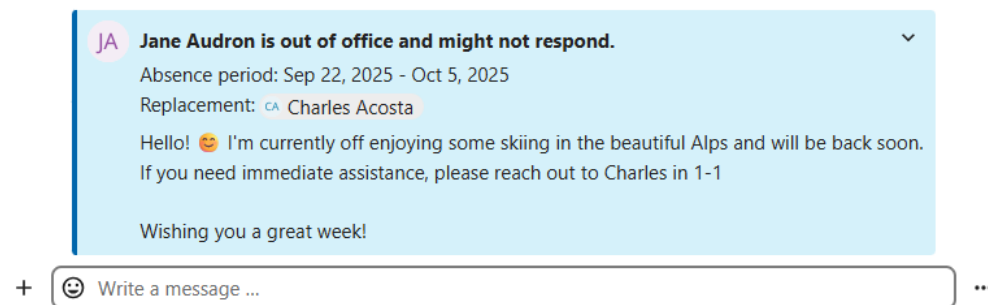 JA Jane Audron is out of office and might not respond.
Absence period: Sep 22, 2025 - Oct 5, 2025
Replacement: CA Charles Acosta
Hello! 😊 I'm currently off enjoying some skiing in the beautiful Alps and will be back soon.
If you need immediate assistance, please reach out to Charles in 1-1
Wishing you a great week!
Write a message ...